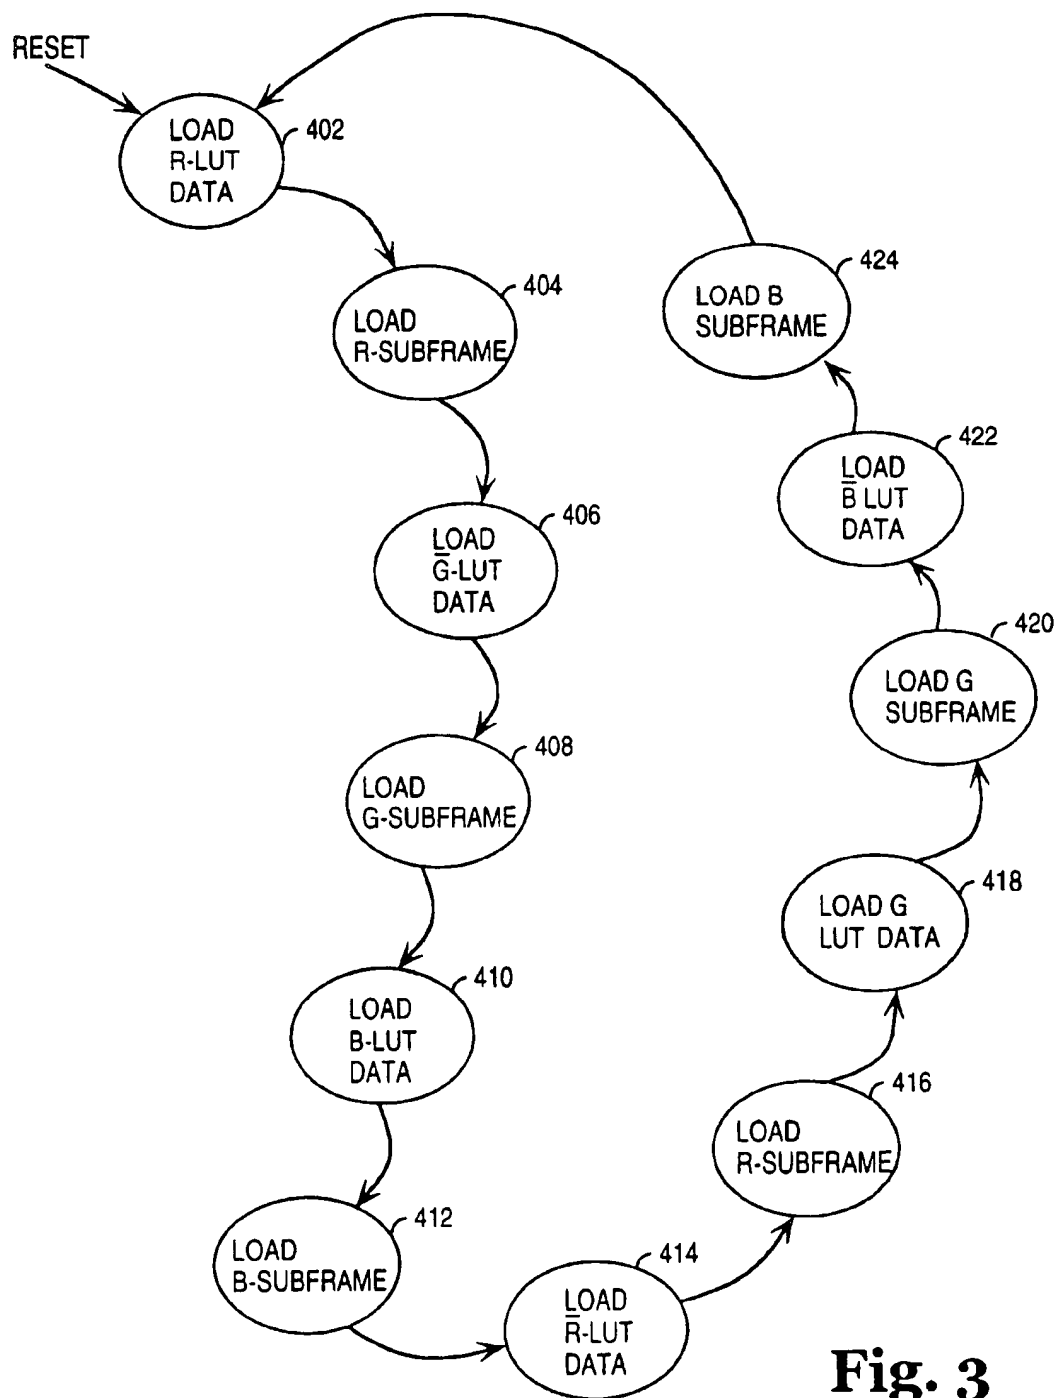 RESET
LOAD
R-LUT
DATA
402
LOAD
R-SUBFRAME
404
LOAD
G̅-LUT
DATA
406
LOAD
G-SUBFRAME
408
LOAD
B-LUT
DATA
410
LOAD
B-SUBFRAME
412
LOAD
R̅-LUT
DATA
414
LOAD
R-SUBFRAME
416
LOAD G
LUT DATA
418
LOAD G
SUBFRAME
420
LOAD
B̅ LUT
DATA
422
LOAD B
SUBFRAME
424
Fig. 3